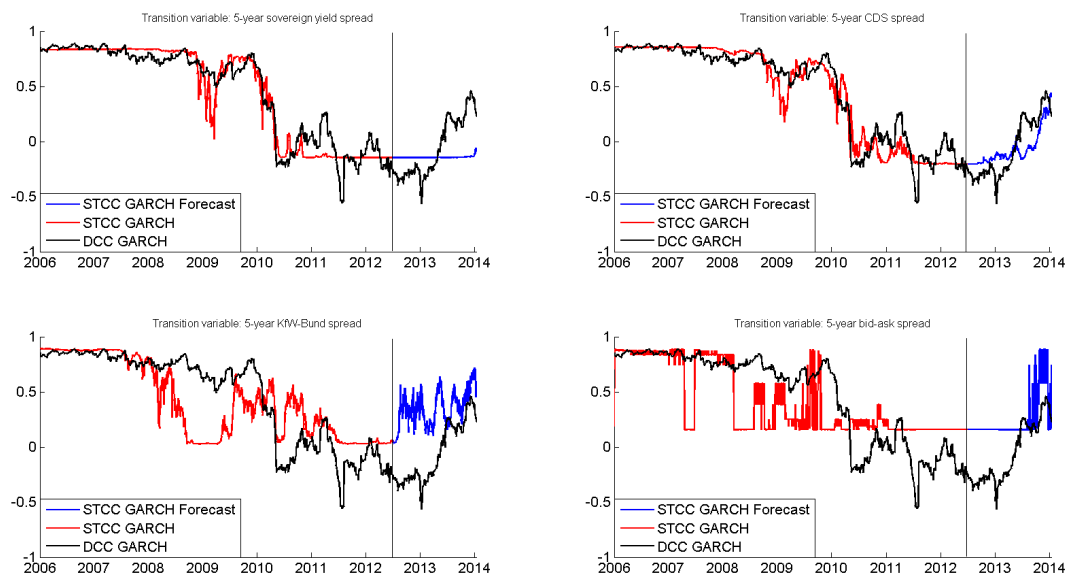 Transition variable: 5-year sovereign yield spread
1
0.5
0
-0.5
-1
STCC GARCH Forecast
STCC GARCH
DCC GARCH
2006 2007 2008 2009 2010 2011 2012 2013 2014
Transition variable: 5-year CDS spread
1
0.5
0
-0.5
-1
STCC GARCH Forecast
STCC GARCH
DCC GARCH
2006 2007 2008 2009 2010 2011 2012 2013 2014
Transition variable: 5-year KfW-Bund spread
1
0.5
0
-0.5
-1
STCC GARCH Forecast
STCC GARCH
DCC GARCH
2006 2007 2008 2009 2010 2011 2012 2013 2014
Transition variable: 5-year bid-ask spread
1
0.5
0
-0.5
-1
STCC GARCH Forecast
STCC GARCH
DCC GARCH
2006 2007 2008 2009 2010 2011 2012 2013 2014